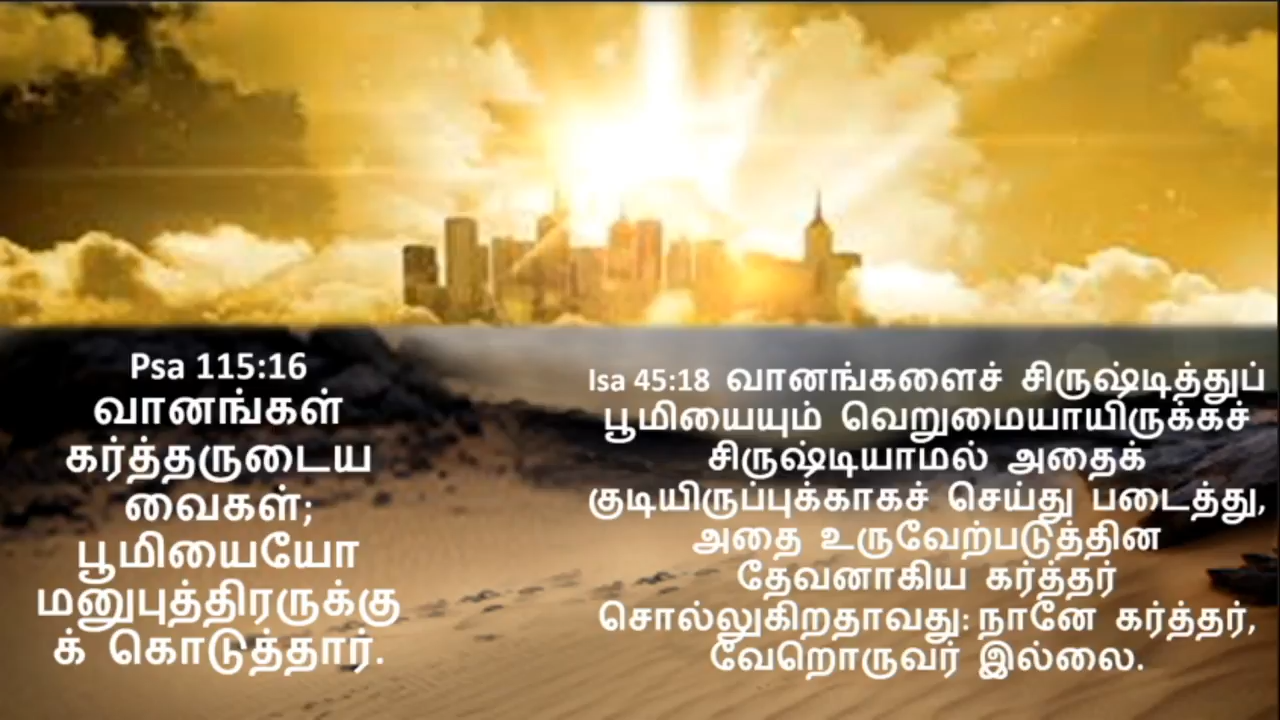 Psa 115:16
வானங்கள்
கர்த்தருடைய
வைகள்;
பூமியையோ
மனுபுத்திரருக்கு
க் கொடுத்தார்.
Isa 45:18 வானங்களைச் சிருஷ்டித்துப்
பூமியையும் வெறுமையாயிருக்கச்
சிருஷ்டியாமல் அதைக்
குடியிருப்புக்காகச் செய்து படைத்து,
அதை உருவேற்படுத்தின
தேவனாகிய கர்த்தர்
சொல்லுகிறதாவது: நானே கர்த்தர்,
வேறொருவர் இல்லை.